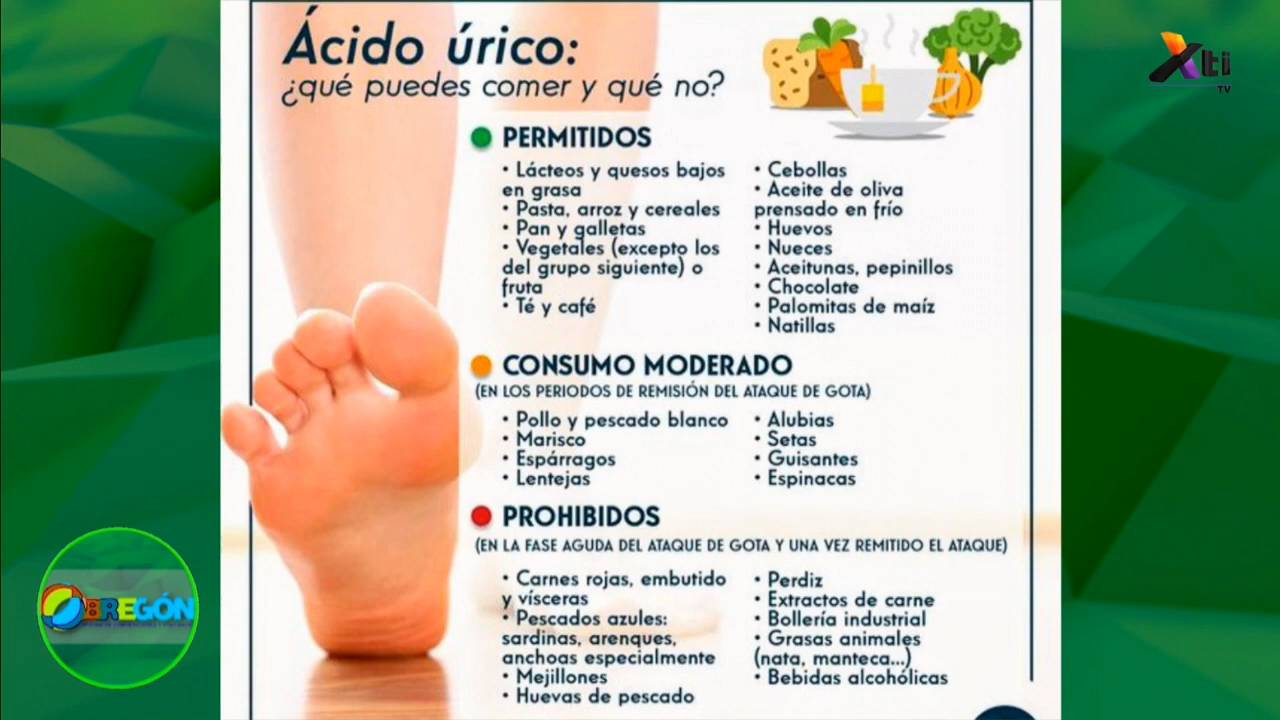 Ácido úrico:
¿qué puedes comer y qué no?
Xti
TV
PERMITIDOS
• Lácteos y quesos bajos
en grasa
• Pasta, arroz y cereales
• Pan y galletas
• Vegetales (excepto los
del grupo siguiente) o
fruta
• Té y café
• Cebollas
• Aceite de oliva
prensado en frío
• Huevos
• Nueces
• Aceitunas, pepinillos
• Chocolate
• Palomitas de maíz
• Natillas
CONSUMO MODERADO
(EN LOS PERIODOS DE REMISIÓN DEL ATAQUE DE GOTA)
• Pollo y pescado blanco
• Marisco
• Espárragos
• Lentejas
• Alubias
• Setas
• Guisantes
• Espinacas
PROHIBIDOS
(EN LA FASE AGUDA DEL ATAQUE DE GOTA Y UNA VEZ REMITIDO EL ATAQUE)
• Carnes rojas, embutido
y vísceras
• Pescados azules:
sardinas, arenques,
anchoas especialmente
• Mejillones
• Huevas de pescado
• Perdiz
• Extractos de carne
• Bollería industrial
• Grasas animales
(nata, manteca...)
• Bebidas alcohólicas
OBREGÓN